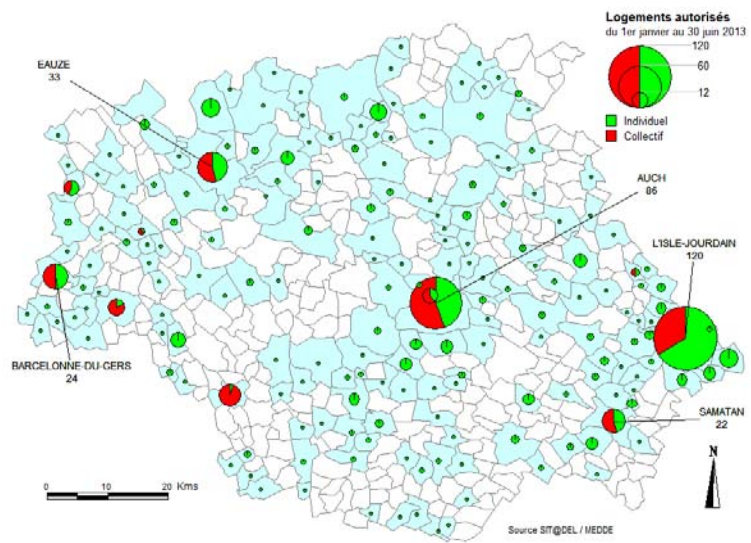 Logements autorisés
du 1er janvier au 30 juin 2013
120
60
12
Individuel
Collectif
EAUZE
33
AUCH
86
L'ISLE-JOURDAIN
120
BARCELONNE-DU-GERS
24
SAMATAN
22
N
0 10 20 Kms
Source SIT@DEL / MEDDE